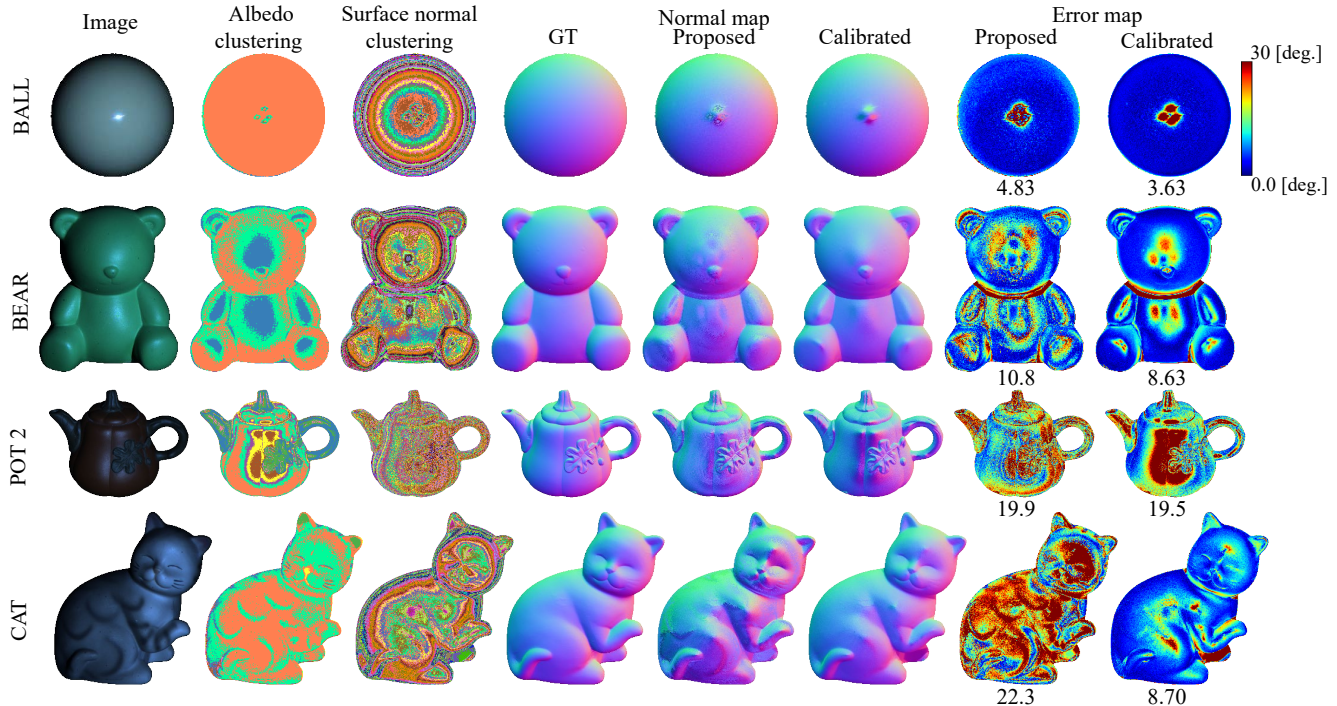 Image
Albedo
clustering
Surface normal
clustering
GT
Normal map
Proposed
Calibrated
Error map
Proposed
Calibrated
30 [deg.]
0.0 [deg.]
BALL
4.83
3.63
BEAR
10.8
8.63
POT 2
19.9
19.5
CAT
22.3
8.70